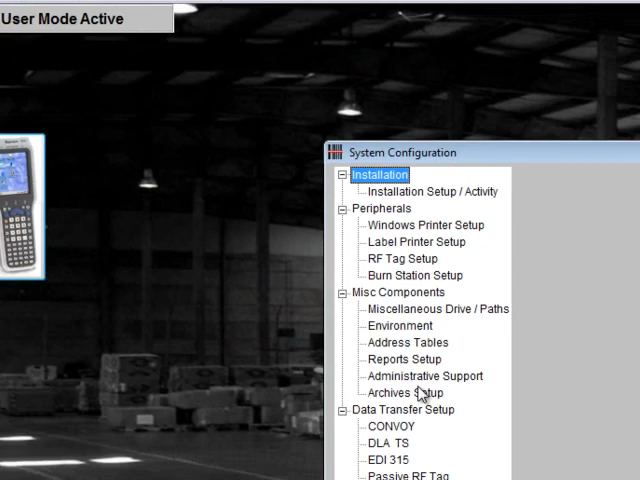 User Mode Active
System Configuration
Installation
Installation Setup / Activity
Peripherals
Windows Printer Setup
Label Printer Setup
RF Tag Setup
Burn Station Setup
Misc Components
Miscellaneous Drive / Paths
Environment
Address Tables
Reports Setup
Administrative Support
Archives Setup
Data Transfer Setup
CONVOY
DLA TS
EDI 315
Passive RF Tag